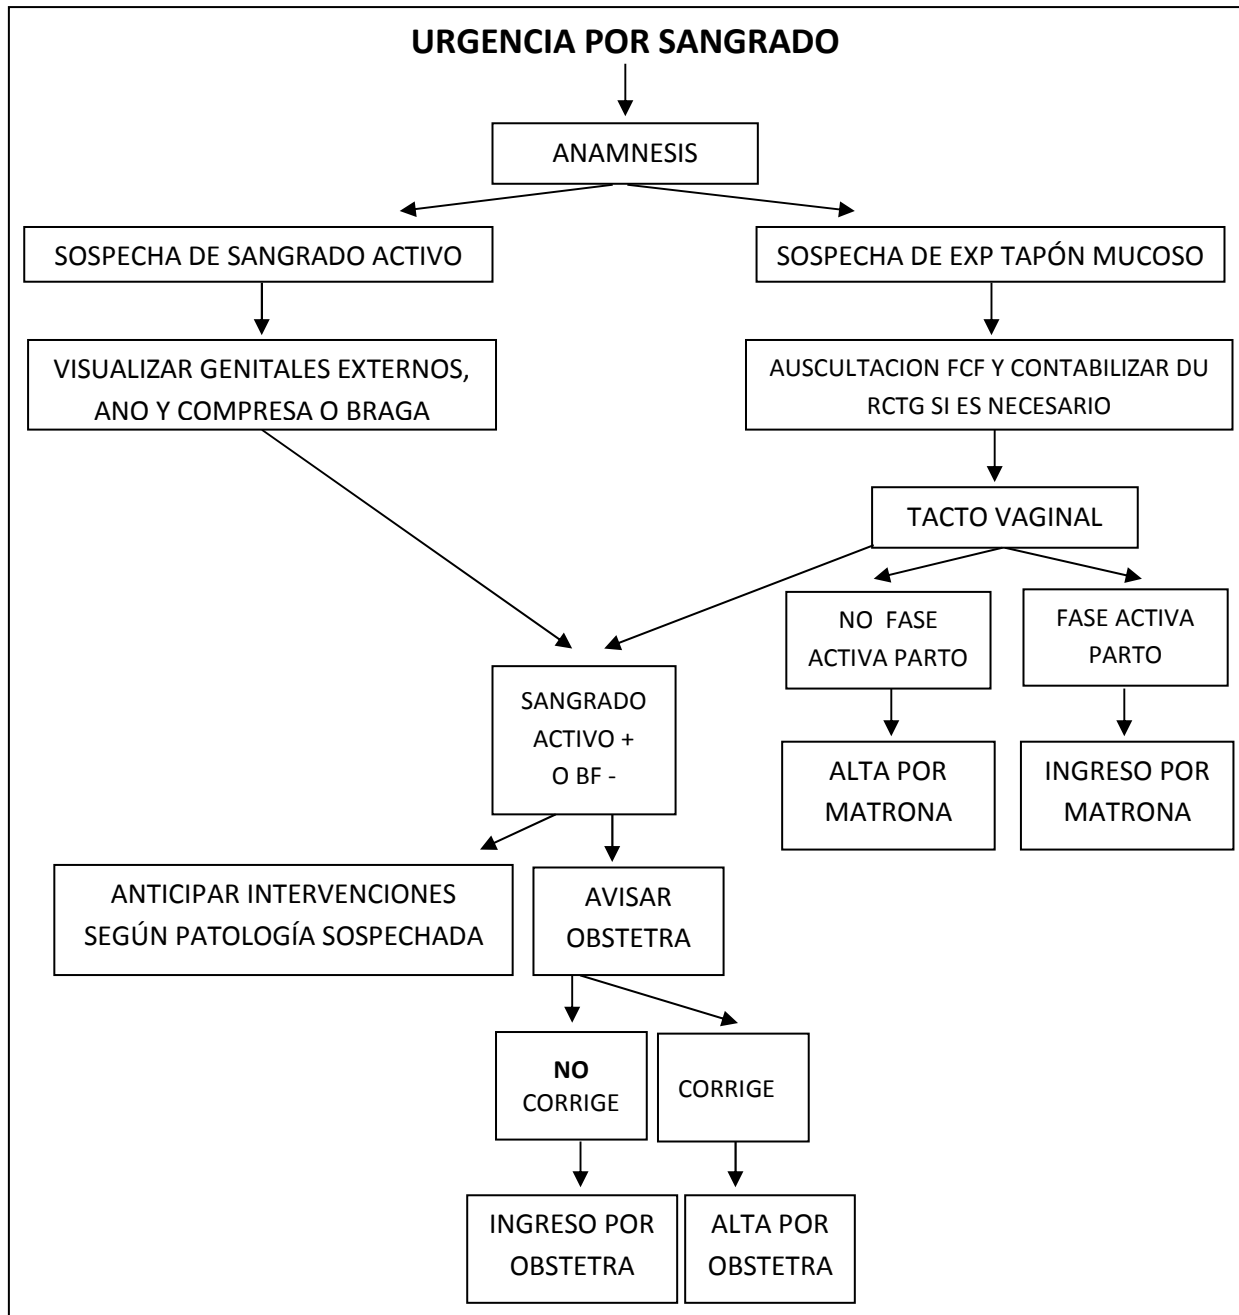 URGENCIA POR SANGRADO
ANAMNESIS
SOSPECHA DE SANGRADO ACTIVO
SOSPECHA DE EXP TAPÓN MUCOSO
VISUALIZAR GENITALES EXTERNOS,
ANO Y COMPRESA O BRAGA
AUSCULTACION FCF Y CONTABILIZAR DU
RCTG SI ES NECESARIO
TACTO VAGINAL
NO FASE
ACTIVA PARTO
FASE ACTIVA
PARTO
SANGRADO
ACTIVO +
O BF -
ALTA POR
MATRONA
INGRESO POR
MATRONA
ANTICIPAR INTERVENCIONES
SEGÚN PATOLOGÍA SOSPECHADA
AVISAR
OBSTETRA
NO
CORRIGE
CORRIGE
INGRESO POR
OBSTETRA
ALTA POR
OBSTETRA